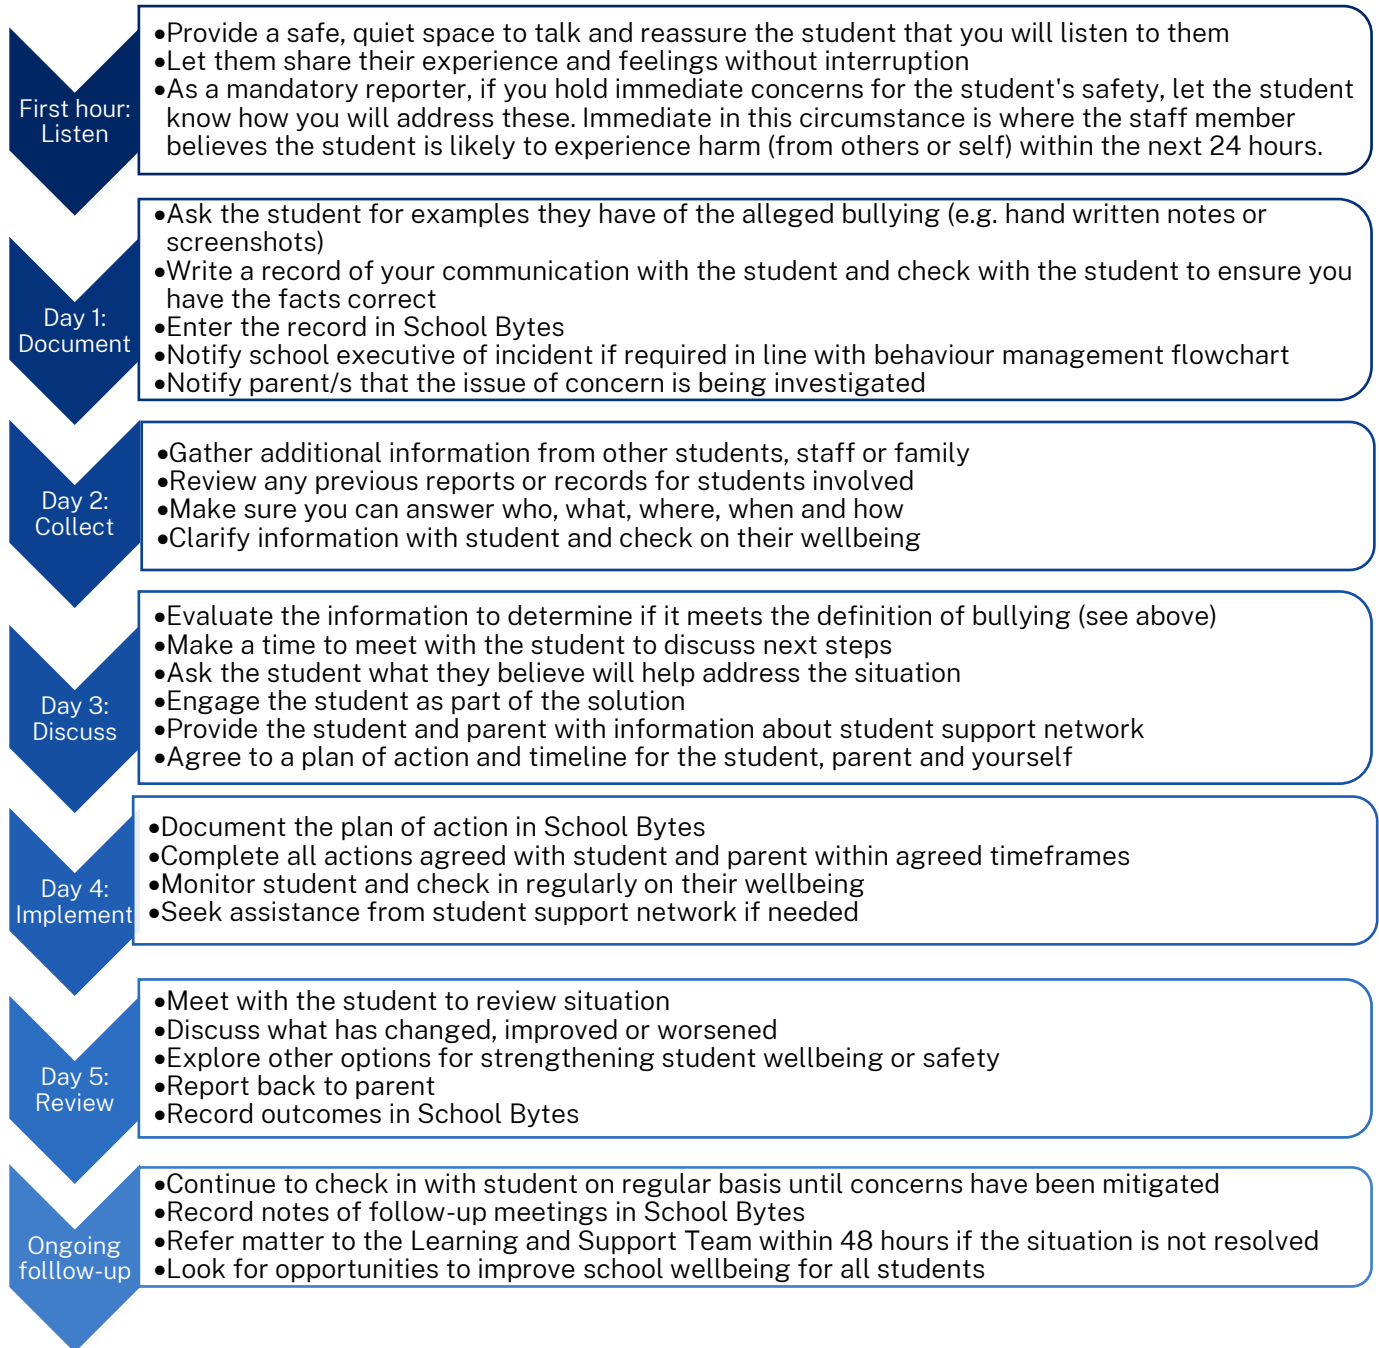 First hour:
Listen
•Provide a safe, quiet space to talk and reassure the student that you will listen to them
•Let them share their experience and feelings without interruption
•As a mandatory reporter, if you hold immediate concerns for the student's safety, let the student
know how you will address these. Immediate in this circumstance is where the staff member
believes the student is likely to experience harm (from others or self) within the next 24 hours.
Day 1:
Document
•Ask the student for examples they have of the alleged bullying (e.g. hand written notes or
screenshots)
•Write a record of your communication with the student and check with the student to ensure you
have the facts correct
•Enter the record in School Bytes
•Notify school executive of incident if required in line with behaviour management flowchart
•Notify parent/s that the issue of concern is being investigated
Day 2:
Collect
•Gather additional information from other students, staff or family
•Review any previous reports or records for students involved
•Make sure you can answer who, what, where, when and how
•Clarify information with student and check on their wellbeing
Day 3:
Discuss
•Evaluate the information to determine if it meets the definition of bullying (see above)
•Make a time to meet with the student to discuss next steps
•Ask the student what they believe will help address the situation
•Engage the student as part of the solution
•Provide the student and parent with information about student support network
•Agree to a plan of action and timeline for the student, parent and yourself
Day 4:
Implement
•Document the plan of action in School Bytes
•Complete all actions agreed with student and parent within agreed timeframes
•Monitor student and check in regularly on their wellbeing
•Seek assistance from student support network if needed
Day 5:
Review
•Meet with the student to review situation
•Discuss what has changed, improved or worsened
•Explore other options for strengthening student wellbeing or safety
•Report back to parent
•Record outcomes in School Bytes
Ongoing
folllow-up
•Continue to check in with student on regular basis until concerns have been mitigated
•Record notes of follow-up meetings in School Bytes
•Refer matter to the Learning and Support Team within 48 hours if the situation is not resolved
•Look for opportunities to improve school wellbeing for all students